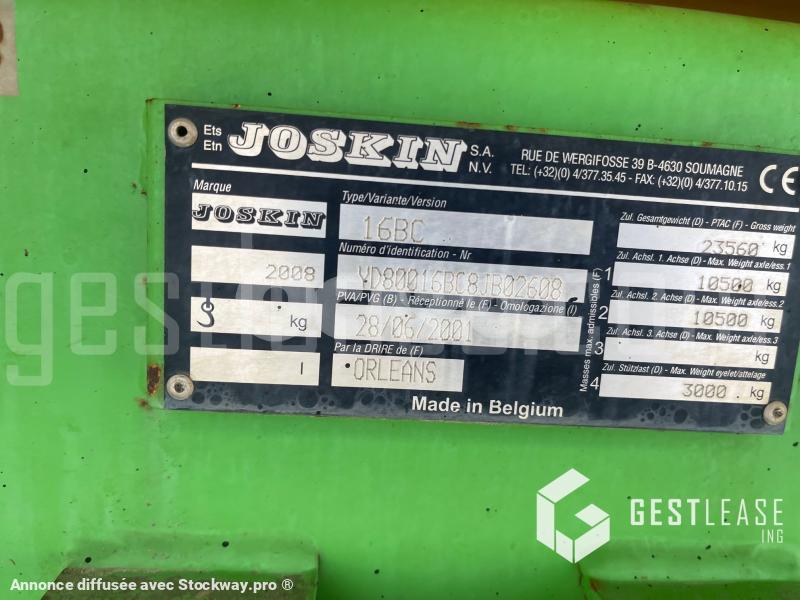 Ets
Etn
JOSKIN S.A.
N.V.
RUE DE WERGIFOSSE 39 B-4630 SOUMAGNE
TEL: (+32)(0) 4/377.35.45 - FAX: (+32)(0) 4/377.10.15
CE
Marque
JOSKIN
2008
kg
l
Type/Variante/Version
16BC
Numéro d'identification - Nr
YD80016BC8JB02608
PVA/PVG (B) - Réceptionné le (F) - Omologazione (I)
28/06/2001
Par la DRIRE de (F)
ORLEANS
Made in Belgium
Masses max. admissibles (F)
Zul. Gesamtgewicht (D) - PTAC (F) - Gross weight
23560 kg
Zul. Achsl. 1. Achse (D) - Max. Weight axle/ess.1
1 10500 kg
Zul. Achsl. 2. Achse (D) - Max. Weight axle/ess.2
2 10500 kg
Zul. Achsl. 3. Achse (D) - Max. Weight axle/ess.3
3 kg
Zul. Stützlast (D) - Max. Weight eyelet/attelage
4 3000 kg
GESTLEASE
ING
Annonce diffusée avec Stockway.pro ®